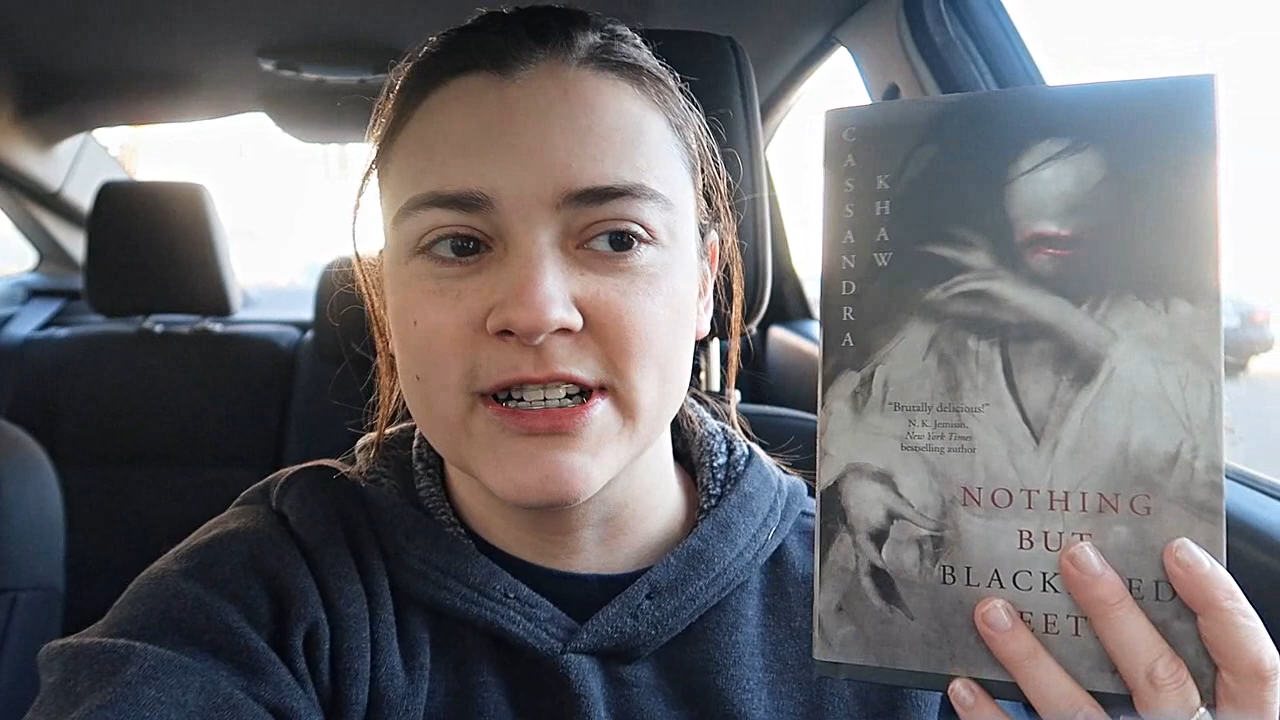 CASSANDRA
KHAW
"Brutally delicious!"
N. K. Jemisin,
New York Times
bestselling author
NOTHING
BUT